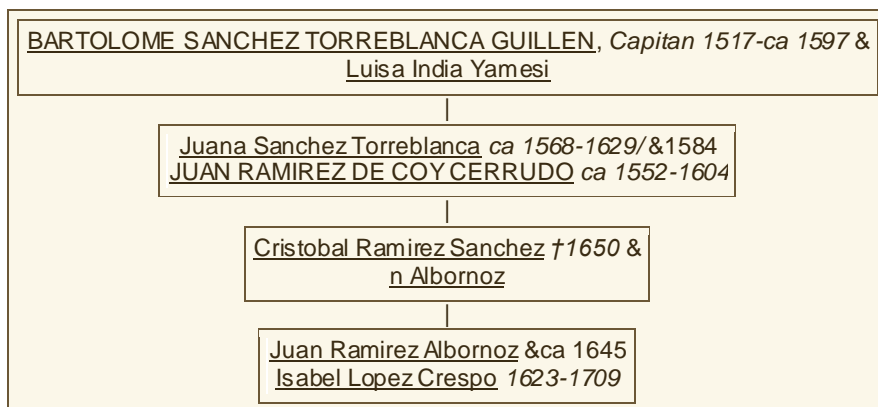 BARTOLOME SANCHEZ TORREBLANCA GUILLEN, Capitan 1517-ca 1597 &
Luisa India Yamesi
|
Juana Sanchez Torreblanca ca 1568-1629/ &1584
JUAN RAMIREZ DE COY CERRUDO ca 1552-1604
|
Cristobal Ramirez Sanchez †1650 &
n Albornoz
|
Juan Ramirez Albornoz &ca 1645
Isabel Lopez Crespo 1623-1709